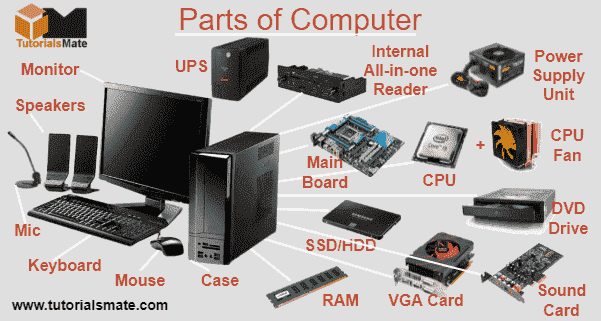 Parts of Computer
TutorialsMate
Monitor
UPS
Internal
All-in-one
Reader
Power
Supply
Unit
Speakers
Main
Board
CPU
+
CPU
Fan
Mic
Keyboard
Mouse
Case
SSD/HDD
DVD
Drive
RAM
VGA Card
Sound
Card
www.tutorialsmate.com